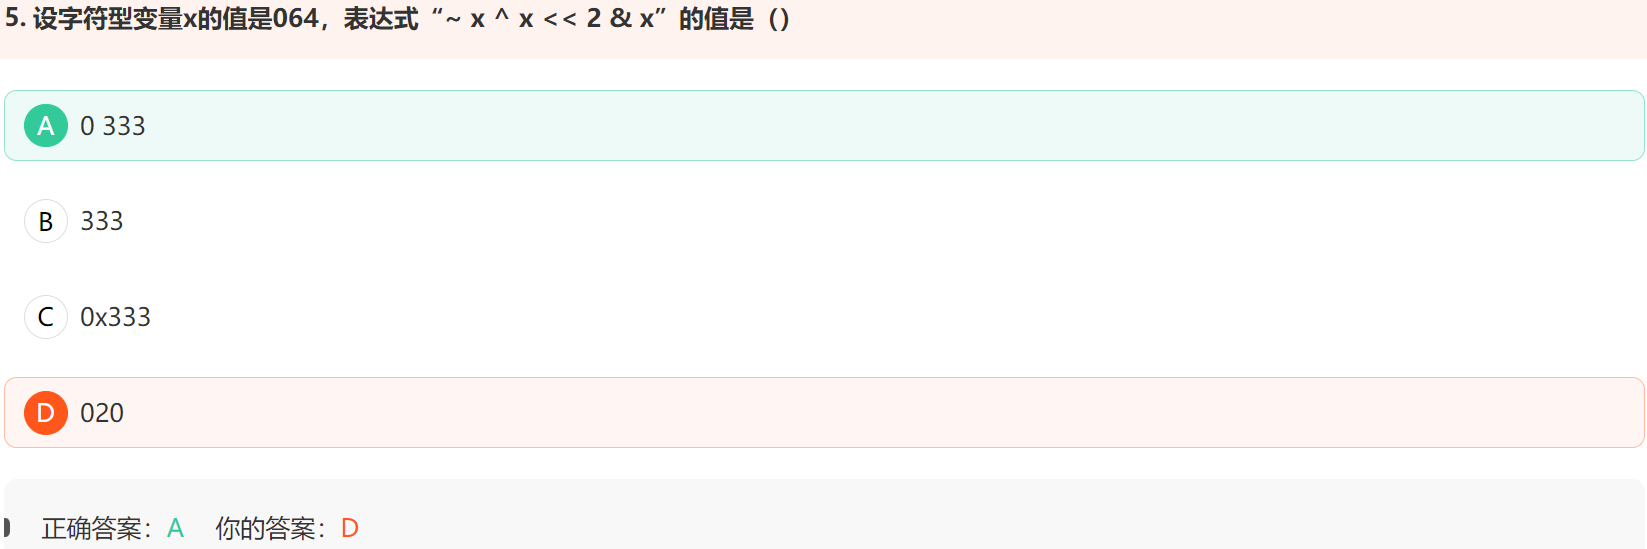 5. 设字符型变量x的值是064，表达式“~ x ^ x << 2 & x”的值是（）
A 0 333
B 333
C 0x333
D 020
正确答案：A 你的答案：D